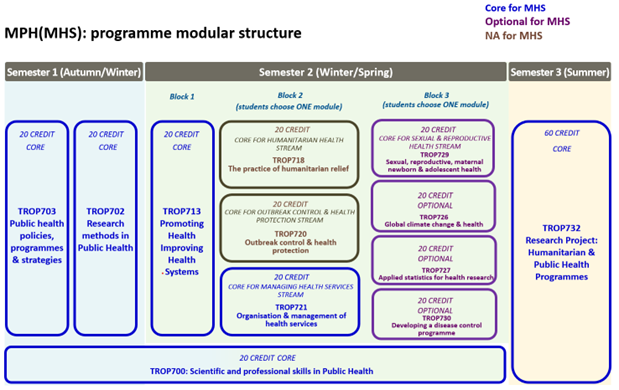 Core for MHS
Optional for MHS
NA for MHS
MPH(MHS): programme modular structure
Semester 1 (Autumn/Winter)
Semester 2 (Winter/Spring)
Semester 3 (Summer)
Block 1
Block 2
(students choose ONE module)
Block 3
(students choose ONE module)
20 CREDIT
CORE
TROP703
Public health
policies,
programmes
& strategies
20 CREDIT
CORE
TROP702
Research
methods in
Public Health
20 CREDIT
CORE
TROP713
Promoting
Health
Improving
Health
Systems
20 CREDIT
CORE FOR HUMANITARIAN HEALTH
STREAM
TROP718
The practice of humanitarian relief
20 CREDIT
CORE FOR OUTBREAK CONTROL & HEALTH
PROTECTION STREAM
TROP720
Outbreak control & health
protection
20 CREDIT
CORE FOR MANAGING HEALTH SERVICES
STREAM
TROP721
Organisation & management of
health services
20 CREDIT
CORE FOR SEXUAL & REPRODUCTIVE
HEALTH STREAM
TROP729
Sexual, reproductive, maternal
newborn & adolescent health
20 CREDIT
OPTIONAL
TROP726
Global climate change & health
20 CREDIT
OPTIONAL
TROP727
Applied statistics for health research
20 CREDIT
OPTIONAL
TROP730
Developing a disease control
programme
60 CREDIT
CORE
TROP732
Research Project:
Humanitarian &
Public Health
Programmes
20 CREDIT CORE
TROP700: Scientific and professional skills in Public Health